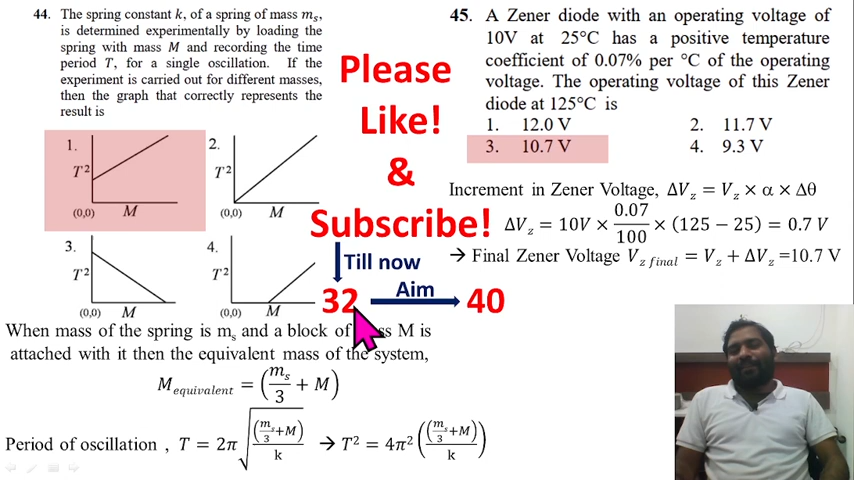 44. The spring constant k, of a spring of mass mₛ,
is determined experimentally by loading the
spring with mass M and recording the time
period T, for a single oscillation. If the
experiment is carried out for different masses,
then the graph that correctly represents the
result is
1.
T²
(0,0) M
2.
T²
(0,0) M
3.
T²
(0,0) M
4.
T²
(0,0) M
When mass of the spring is mₛ and a block of M is
attached with it then the equivalent mass of the system,
M_equivalent = (mₛ/3 + M)
Period of oscillation , T = 2π√((mₛ/3+M)/k) → T² = 4π²((mₛ/3+M)/k)
Please
Like!
&
Subscribe!
Till now
32 Aim 40
45. A Zener diode with an operating voltage of
10V at 25°C has a positive temperature
coefficient of 0.07% per °C of the operating
voltage. The operating voltage of this Zener
diode at 125°C is
1. 12.0 V 2. 11.7 V
3. 10.7 V 4. 9.3 V
Increment in Zener Voltage, ΔV_z = V_z × α × Δθ
ΔV_z = 10V × 0.07/100 × (125 − 25) = 0.7 V
→ Final Zener Voltage V_z final = V_z + ΔV_z =10.7 V